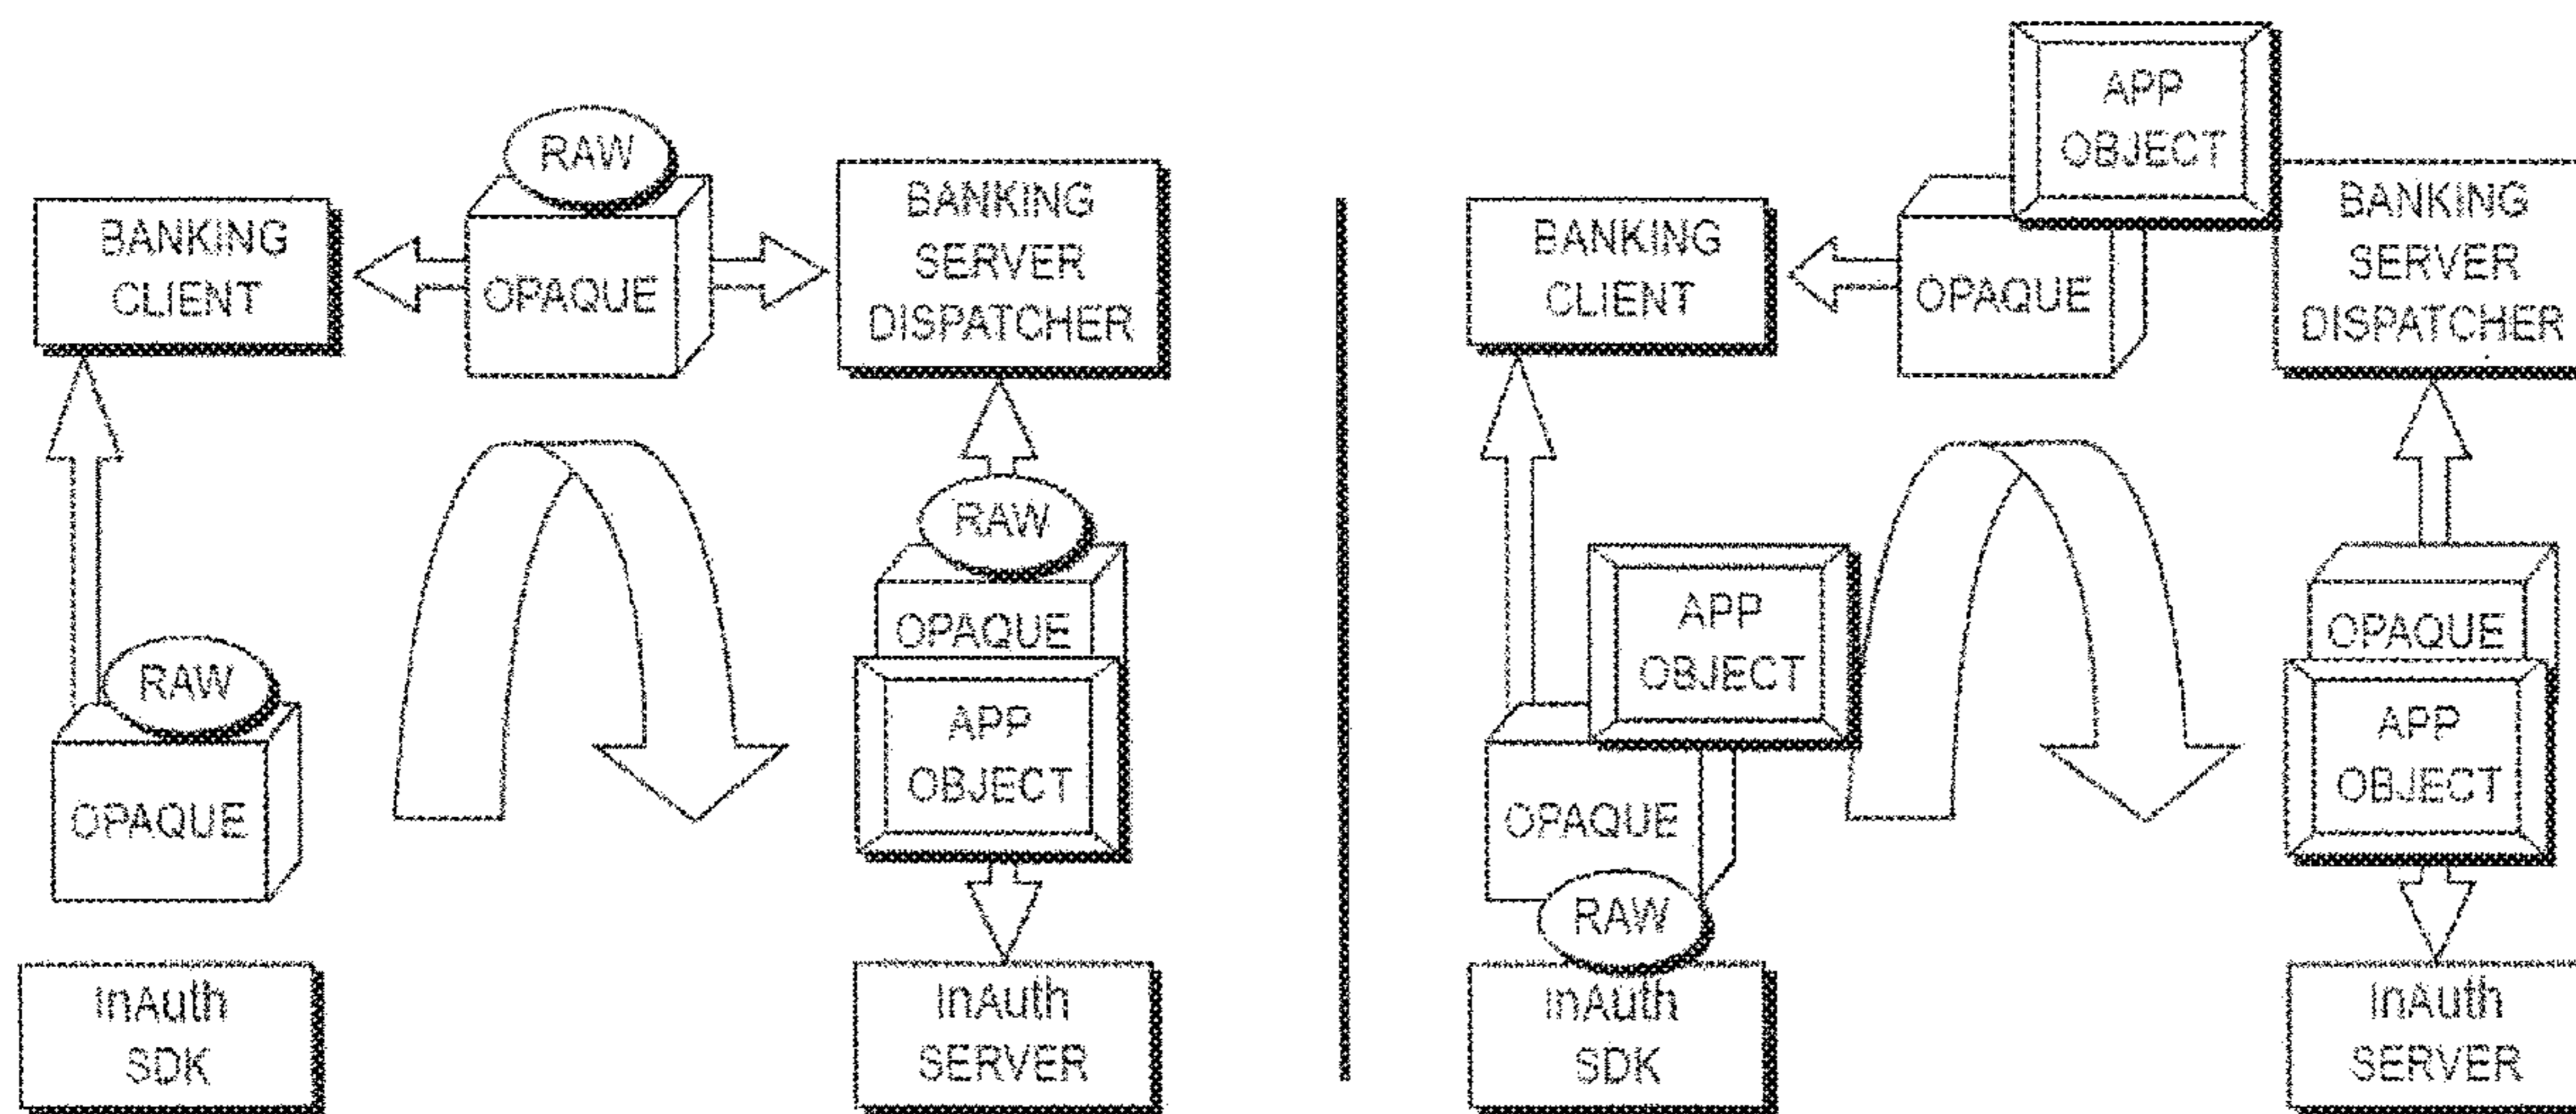 RAW
BANKING
CLIENT
OPAQUE
BANKING
SERVER
DISPATCHER
RAW
OPAQUE
RAW
OPAQUE
APP
OBJECT
InAuth
SDK
InAuth
SERVER
APP
OBJECT
BANKING
CLIENT
OPAQUE
BANKING
SERVER
DISPATCHER
APP
OBJECT
OPAQUE
RAW
OPAQUE
APP
OBJECT
InAuth
SDK
InAuth
SERVER